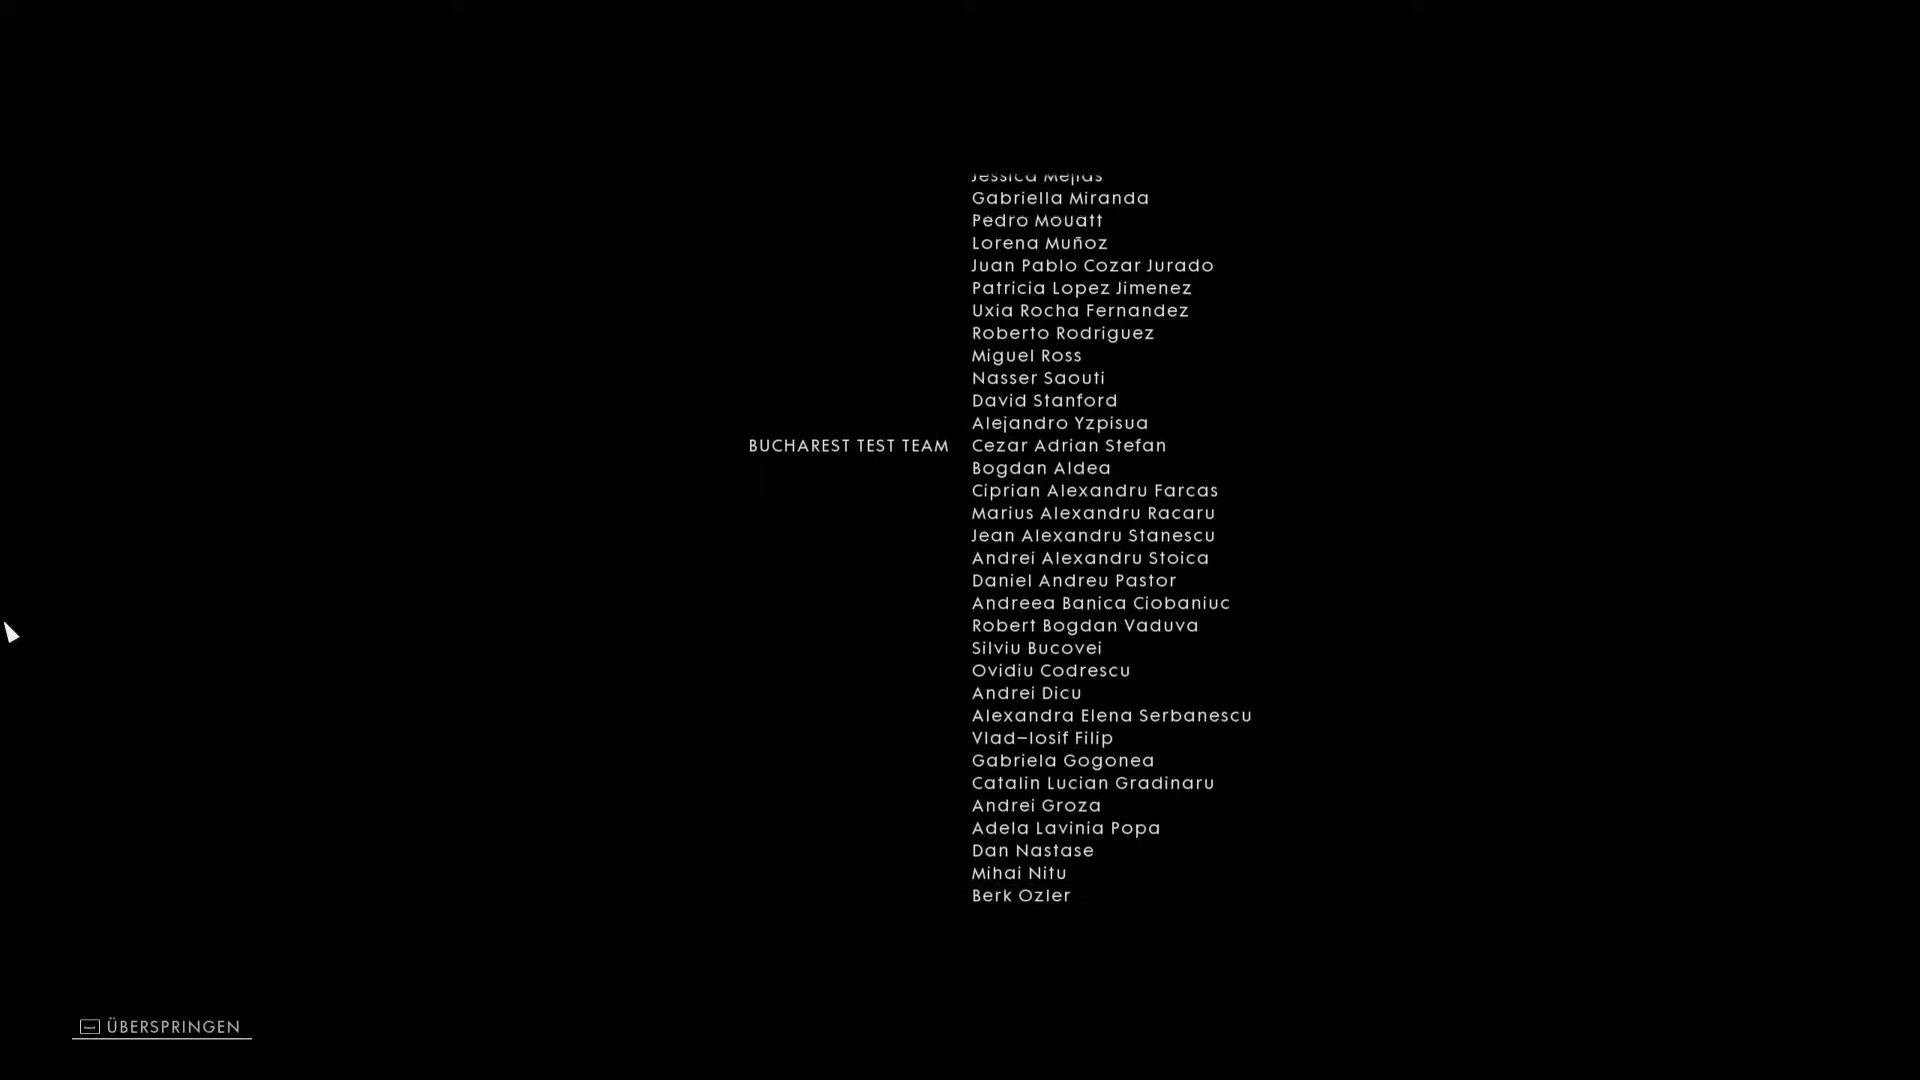 Jessica Mejias
Gabriella Miranda
Pedro Mouatt
Lorena Muñoz
Juan Pablo Cozar Jurado
Patricia Lopez Jimenez
Uxia Rocha Fernandez
Roberto Rodriguez
Miguel Ross
Nasser Saouti
David Stanford
Alejandro Yzpisua
BUCHAREST TEST TEAM Cezar Adrian Stefan
Bogdan Aldea
Ciprian Alexandru Farcas
Marius Alexandru Racaru
Jean Alexandru Stanescu
Andrei Alexandru Stoica
Daniel Andreu Pastor
Andreea Banica Ciobaniuc
Robert Bogdan Vaduva
Silviu Bucovei
Ovidiu Codrescu
Andrei Dicu
Alexandra Elena Serbanescu
Vlad-Iosif Filip
Gabriela Gogonea
Catalin Lucian Gradinaru
Andrei Groza
Adela Lavinia Popa
Dan Nastase
Mihai Nitu
Berk Ozler
ÜBERSPRINGEN